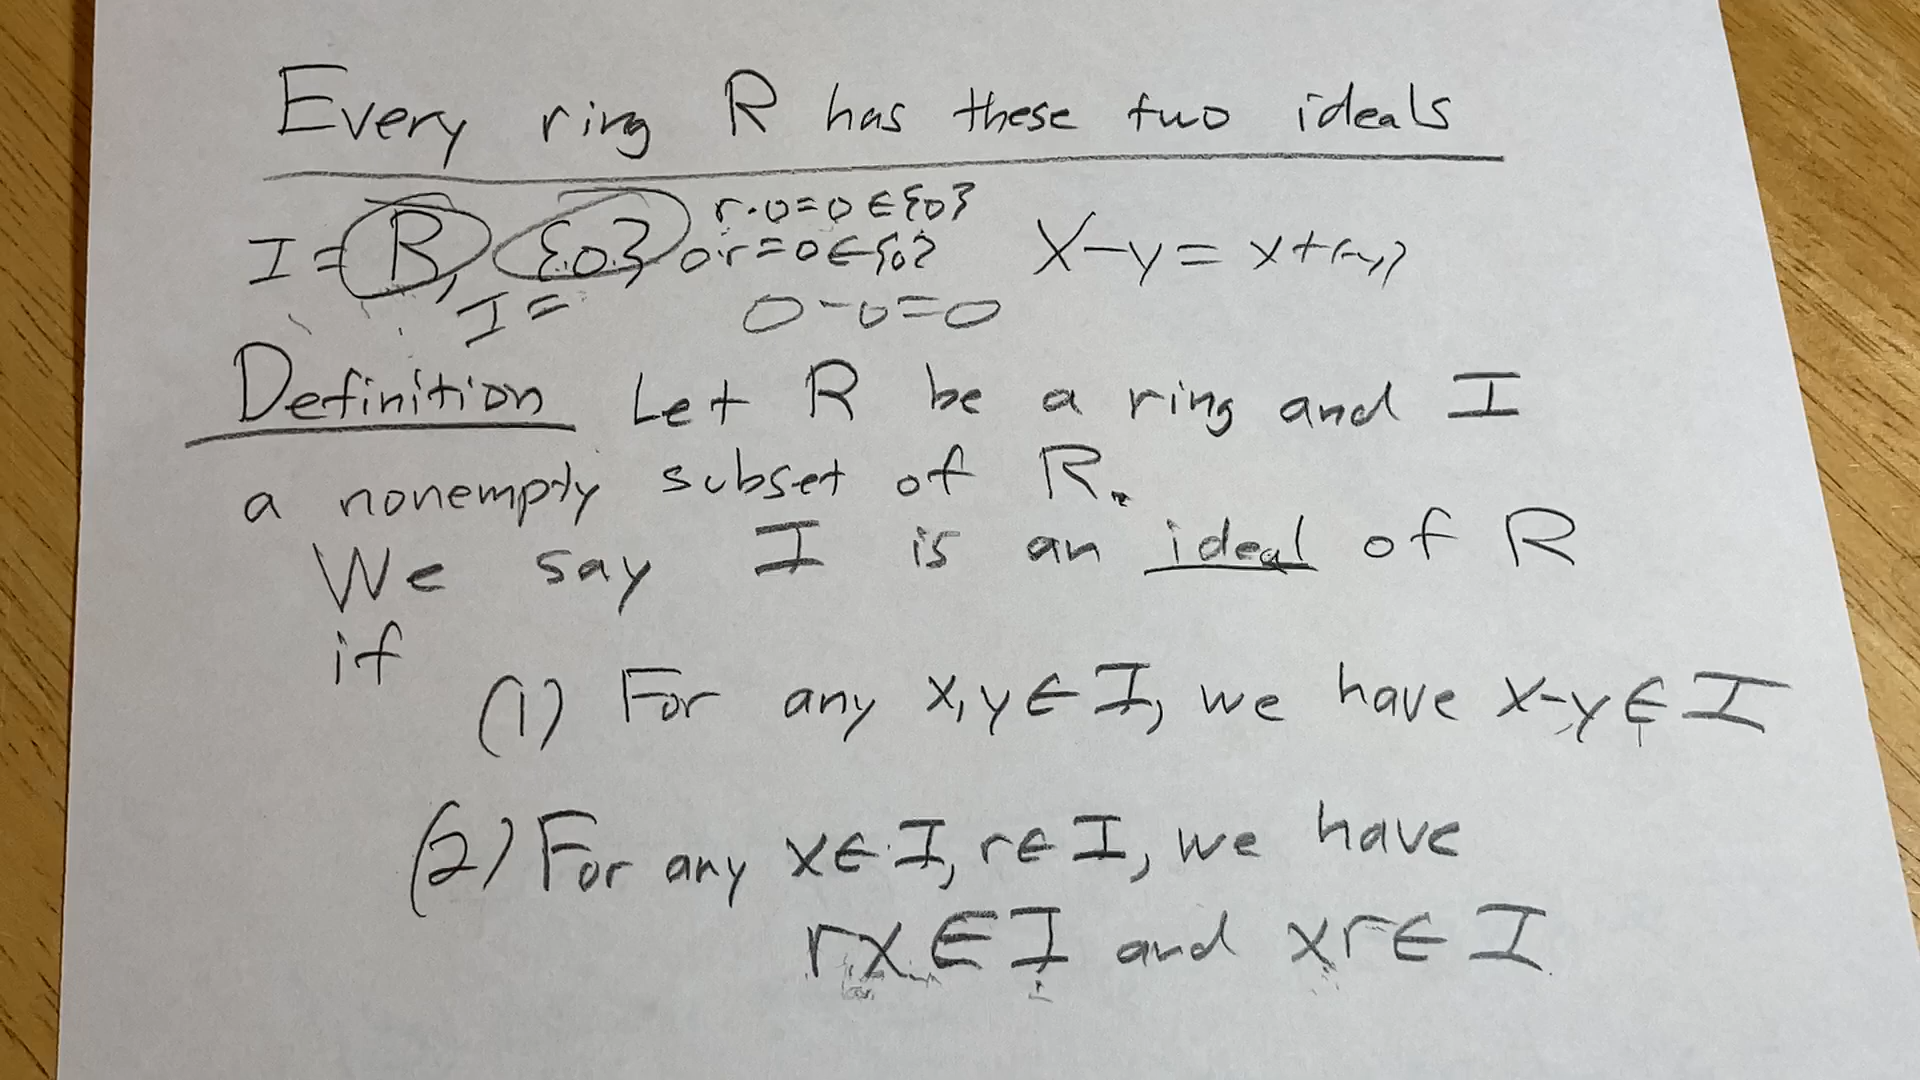 Every ring R has these two ideals
I = R, {0} r·0=0∈{0}
0·r=0∈{0} X-y = x+(-y)
I = 0-0=0
Definition Let R be a ring and I
a nonempty subset of R.
We say I is an ideal of R
if
(1) For any x,y∈I, we have x-y∈I
(2) For any x∈I, r∈I, we have
rx∈I and xr∈I